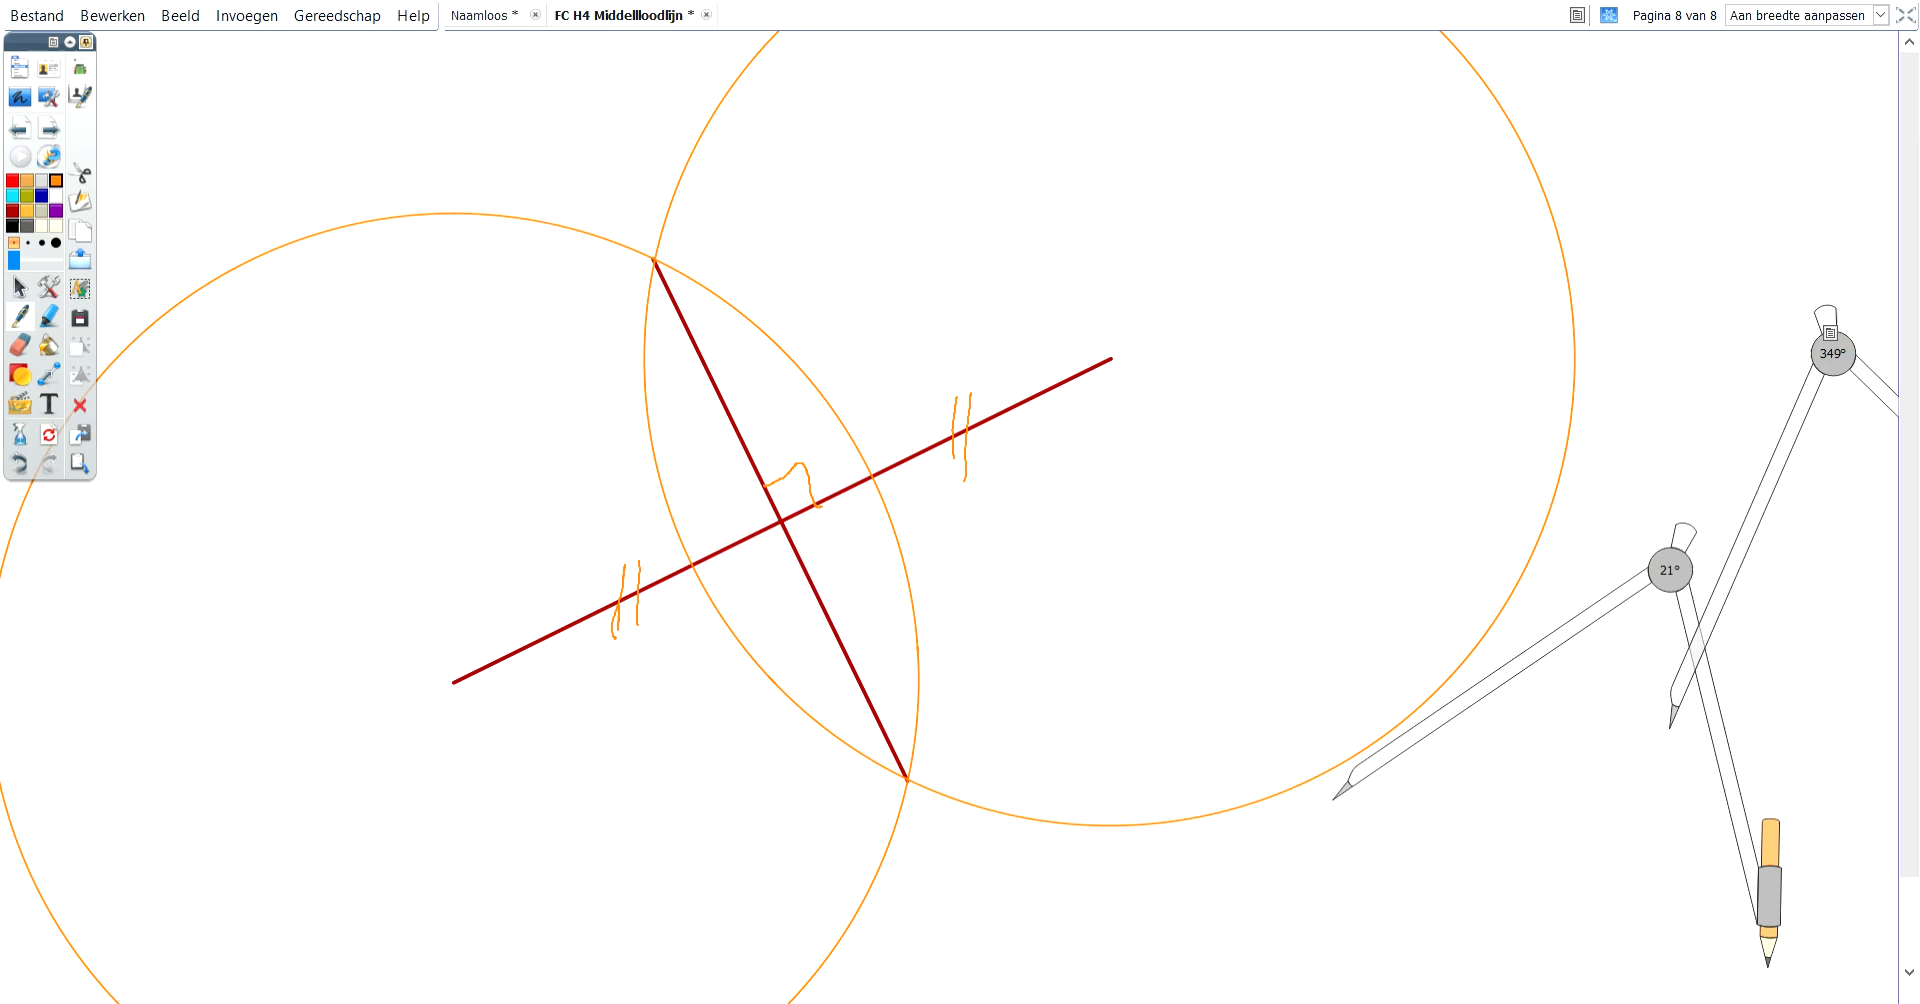 Bestand Bewerken Beeld Invoegen Gereedschap Help Naamloos * FC H4 Middellloodlijn * Pagina 8 van 8 Aan breedte aanpassen
349°
21°
T